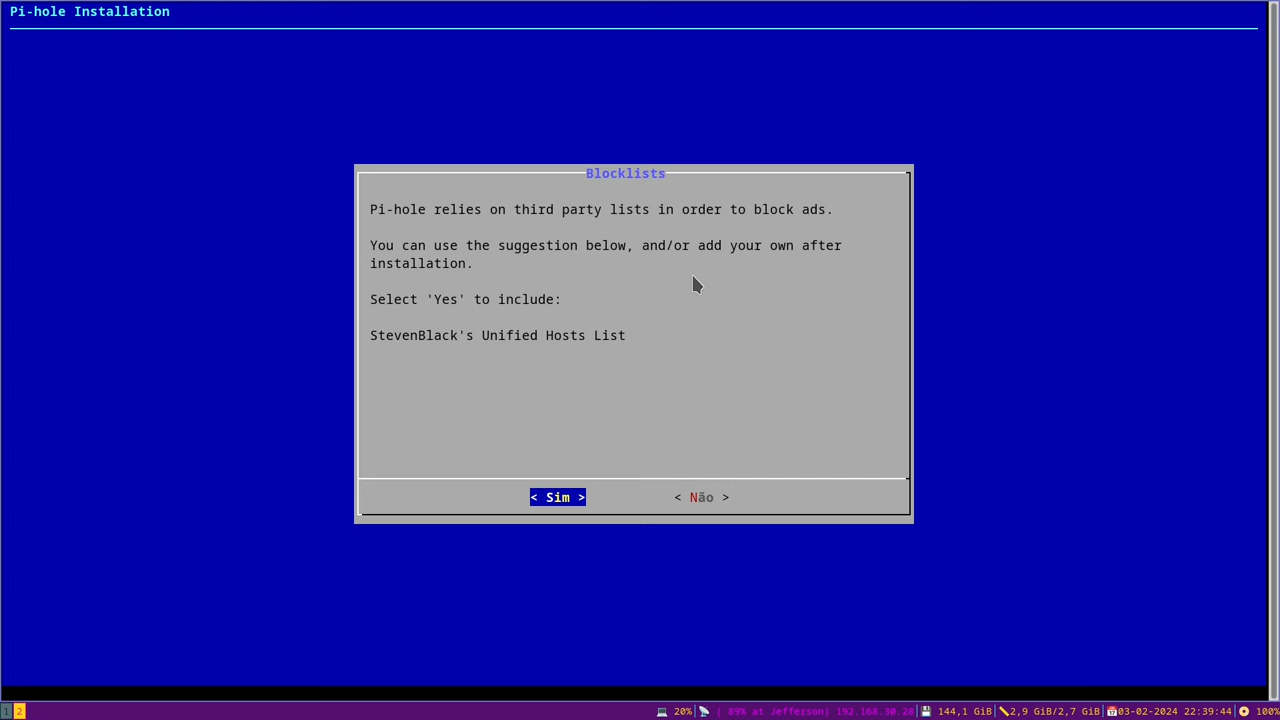 Pi-hole Installation
Blocklists
Pi-hole relies on third party lists in order to block ads.
You can use the suggestion below, and/or add your own after
installation.
Select 'Yes' to include:
StevenBlack's Unified Hosts List
< Sim >
< Não >
1 2
20% ( 89% at Jefferson) 192.168.30.28 144,1 GiB 2,9 GiB/2,7 GiB 03-02-2024 22:39:44 100%